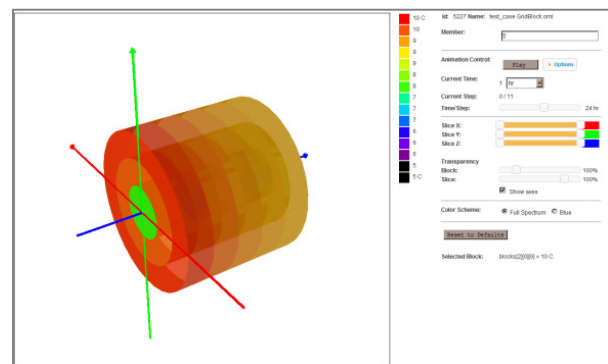 10 C
10
9
9
9
8
8
7
7
6
6
8
5
5 C
Id: 5227 Name: test_case GridBlock.xml
Member: T
Animation Control: Play Options
Current Time: 1 hr
Current Step: 0 / 11
Time/Step: 24 hr
Slice X:
Slice Y:
Slice Z:
Transparency
Block: 100%
Slice: 100%
Show axes
Color Scheme: Full Spectrum Blue
Reset to Defaults
Selected Block: blocks[2][0][0] = 10 C